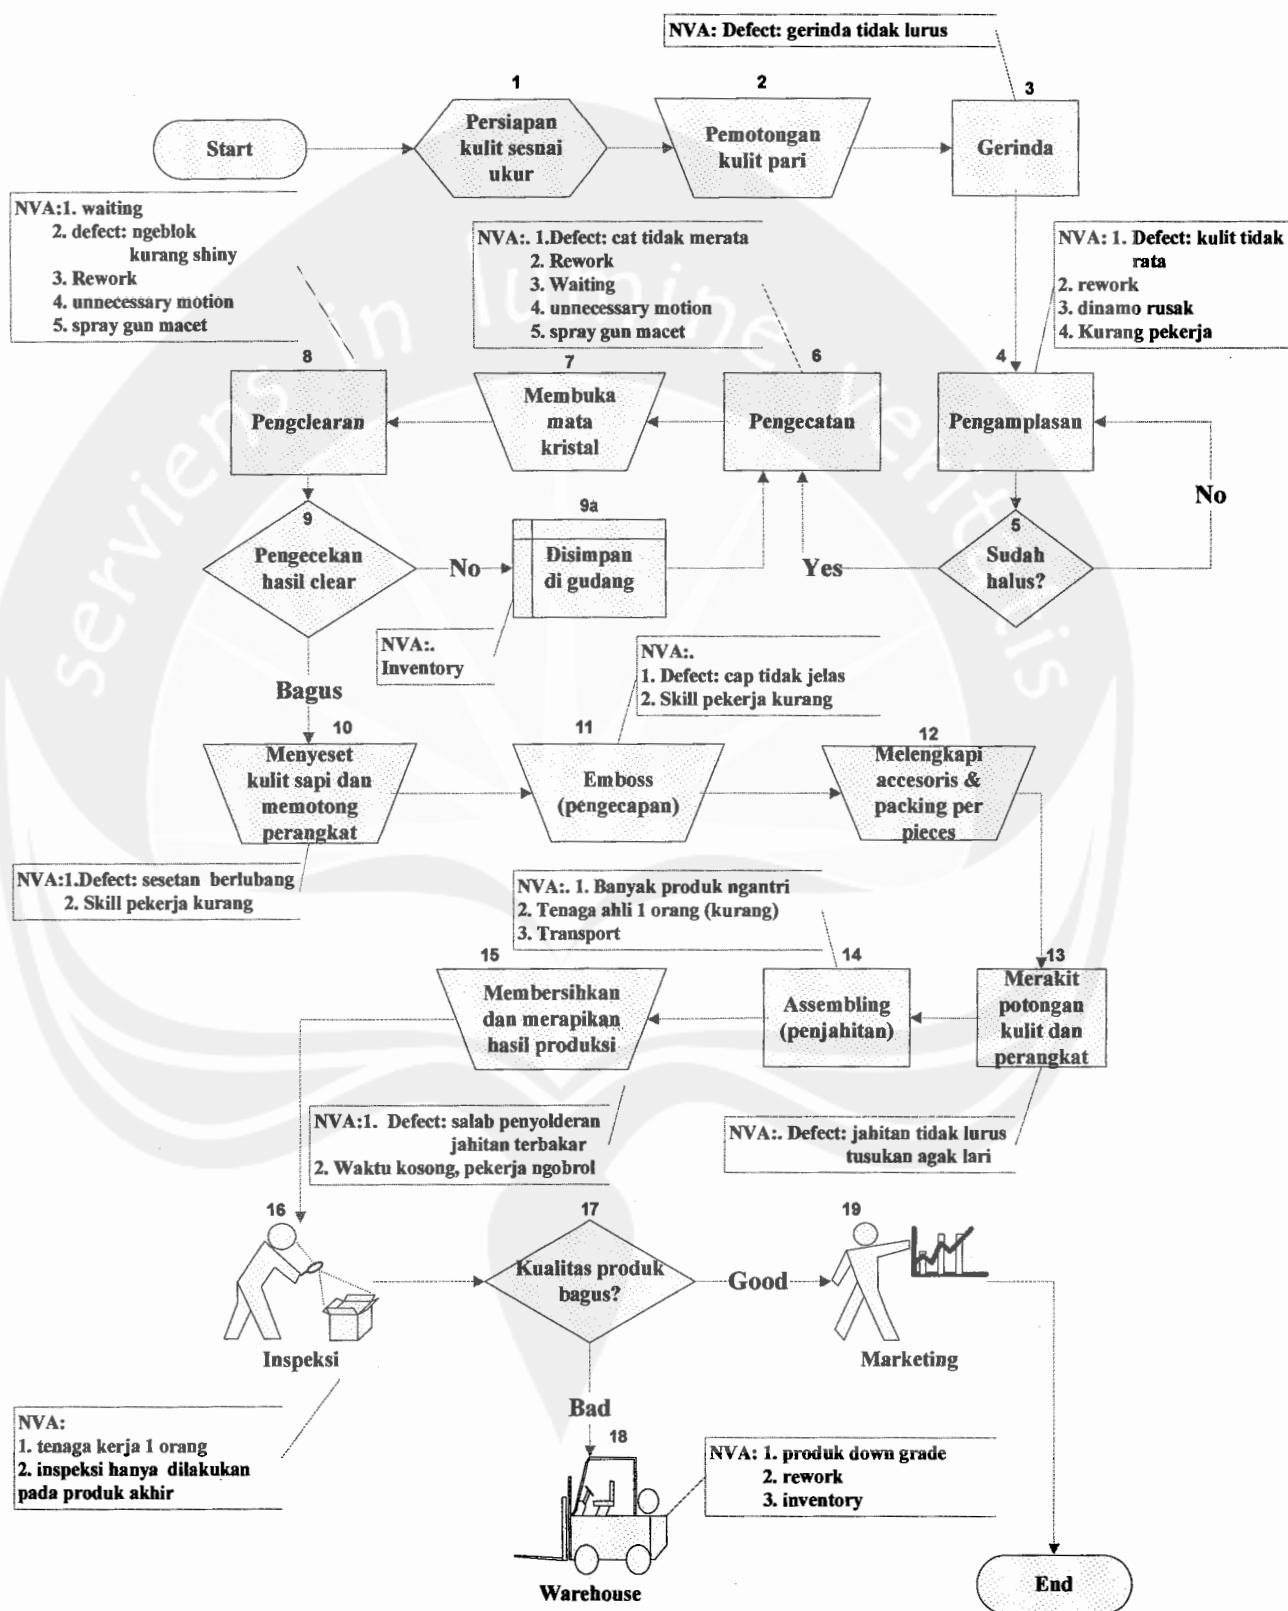 NVA: Defect: gerinda tidak lurus
1
2
3
Start
Persiapan
kulit sesnai
ukur
Pemotongan
kulit pari
Gerinda
NVA:1. waiting
2. defect: ngeblok
kurang shiny
3. Rework
4. unnecessary motion
5. spray gun macet
NVA:. 1.Defect: cat tidak merata
2. Rework
3. Waiting
4. unnecessary motion
5. spray gun macet
NVA: 1. Defect: kulit tidak
rata
2. rework
3. dinamo rusak
4. Kurang pekerja
8
7
6
4
Pengclearan
Membuka
mata
kristal
Pengecatan
Pengamplasan
No
9
Pengecekan
hasil clear
No
9a
Disimpan
di gudang
Yes
5
Sudah
halus?
NVA:.
Inventory
NVA:.
1. Defect: cap tidak jelas
2. Skill pekerja kurang
Bagus
10
11
12
Menyeset
kulit sapi dan
memotong
perangkat
Emboss
(pengecapan)
Melengkapi
accesoris &
packing per
pieces
NVA:1.Defect: sesetan berlubang
2. Skill pekerja kurang
NVA:. 1. Banyak produk ngantri
2. Tenaga ahli 1 orang (kurang)
3. Transport
15
14
13
Membersihkan
dan merapikan
hasil produksi
Assembling
(penjahitan)
Merakit
potongan
kulit dan
perangkat
NVA:1. Defect: salab penyolderan
jahitan terbakar
2. Waktu kosong, pekerja ngobrol
NVA:. Defect: jahitan tidak lurus
tusukan agak lari
16
17
19
Kualitas produk
bagus?
Good
Inspeksi
Marketing
Bad
NVA:
1. tenaga kerja 1 orang
2. inspeksi hanya dilakukan
pada produk akhir
18
NVA: 1. produk down grade
2. rework
3. inventory
Warehouse
End
serviens in lumine veritatis